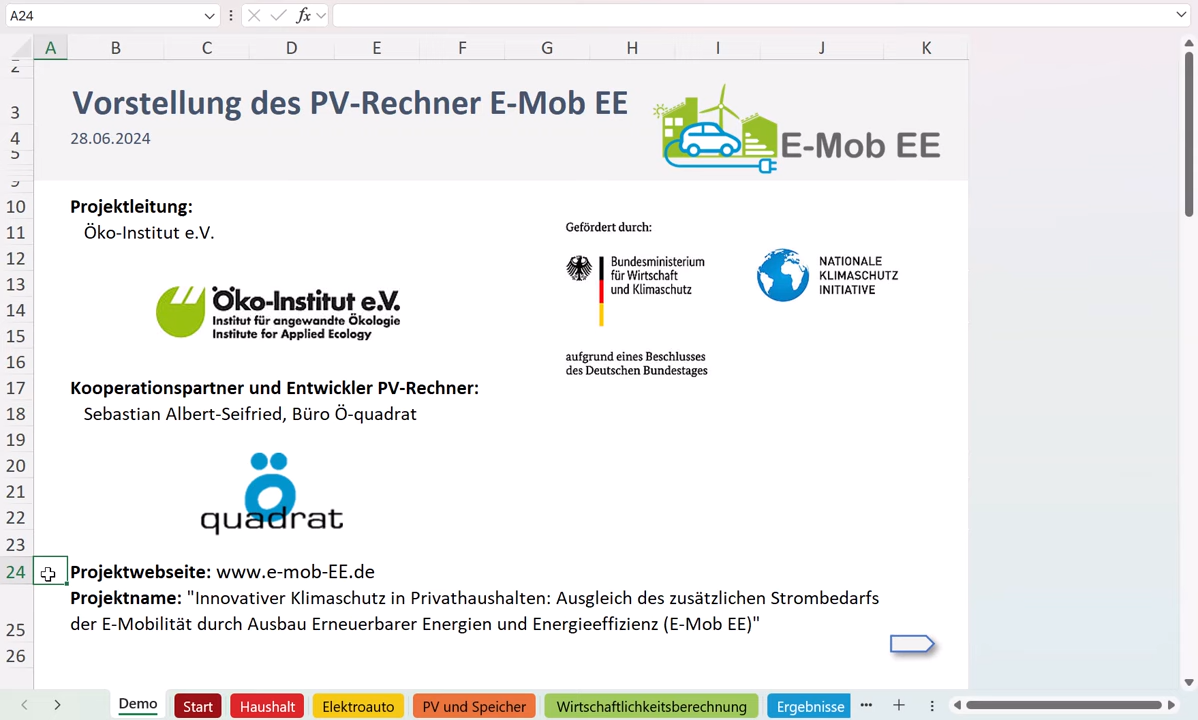 A24
fx
A B C D E F G H I J K
2
3
4
5
9
10
11
12
13
14
15
16
17
18
19
20
21
22
23
24
25
26
Vorstellung des PV-Rechner E-Mob EE
28.06.2024
E-Mob EE
Projektleitung:
Öko-Institut e.V.
Öko-Institut e.V.
Institut für angewandte Ökologie
Institute for Applied Ecology
Gefördert durch:
Bundesministerium
für Wirtschaft
und Klimaschutz
NATIONALE
KLIMASCHUTZ
INITIATIVE
aufgrund eines Beschlusses
des Deutschen Bundestages
Kooperationspartner und Entwickler PV-Rechner:
Sebastian Albert-Seifried, Büro Ö-quadrat
ö
quadrat
Projektwebseite: www.e-mob-EE.de
Projektname: "Innovativer Klimaschutz in Privathaushalten: Ausgleich des zusätzlichen Strombedarfs
der E-Mobilität durch Ausbau Erneuerbarer Energien und Energieeffizienz (E-Mob EE)"
Demo Start Haushalt Elektroauto PV und Speicher Wirtschaftlichkeitsberechnung Ergebnisse